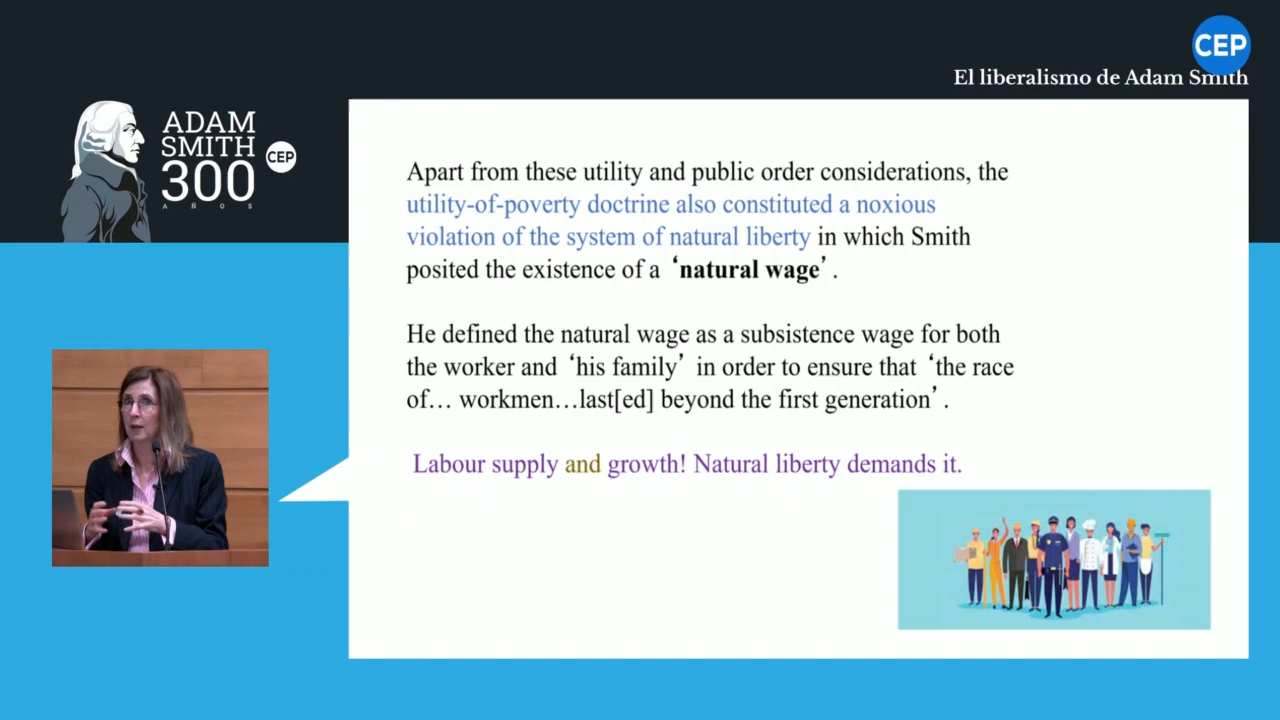 CEP
El liberalismo de Adam Smith
ADAM
SMITH
300
AÑOS
CEP
Apart from these utility and public order considerations, the
utility-of-poverty doctrine also constituted a noxious
violation of the system of natural liberty in which Smith
posited the existence of a ‘natural wage’.
He defined the natural wage as a subsistence wage for both
the worker and ‘his family’ in order to ensure that ‘the race
of… workmen…last[ed] beyond the first generation’.
Labour supply and growth! Natural liberty demands it.